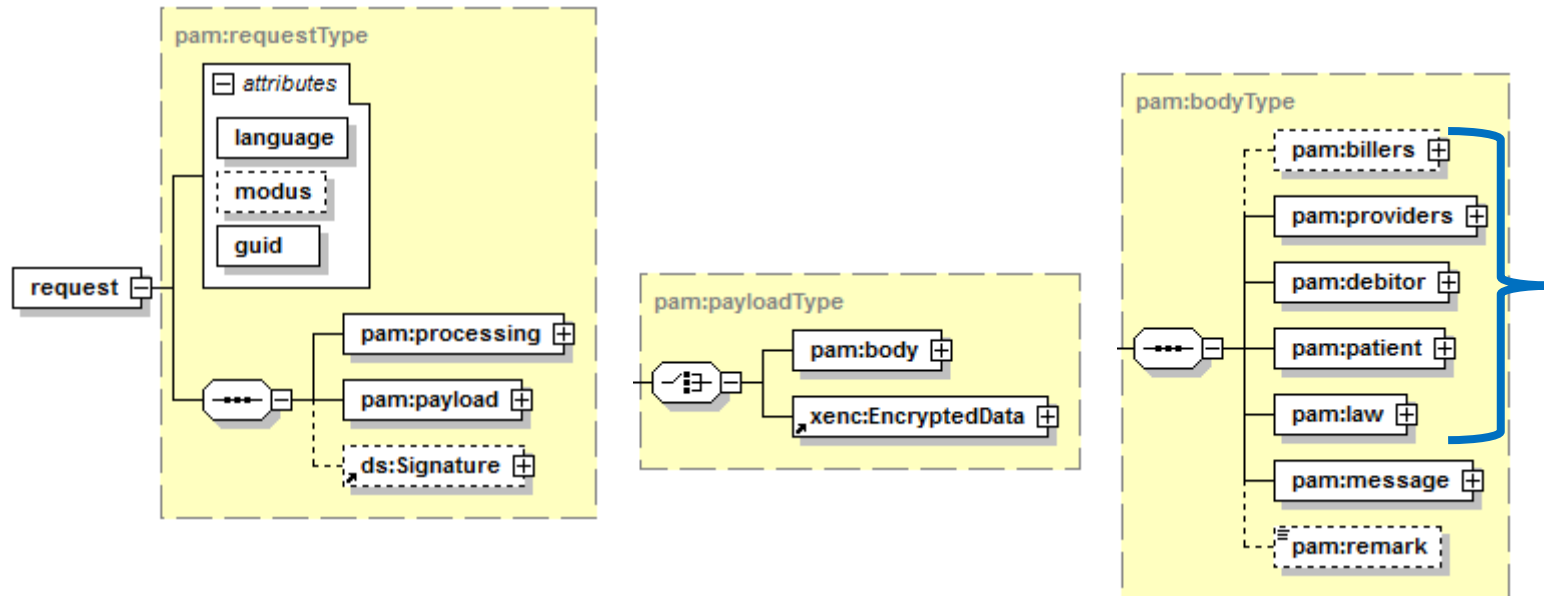 pam:requestType
attributes
language
modus
guid
request
pam:processing
pam:payload
ds:Signature
pam:payloadType
pam:body
xenc:EncryptedData
pam:bodyType
pam:billers
pam:providers
pam:debitor
pam:patient
pam:law
pam:message
pam:remark